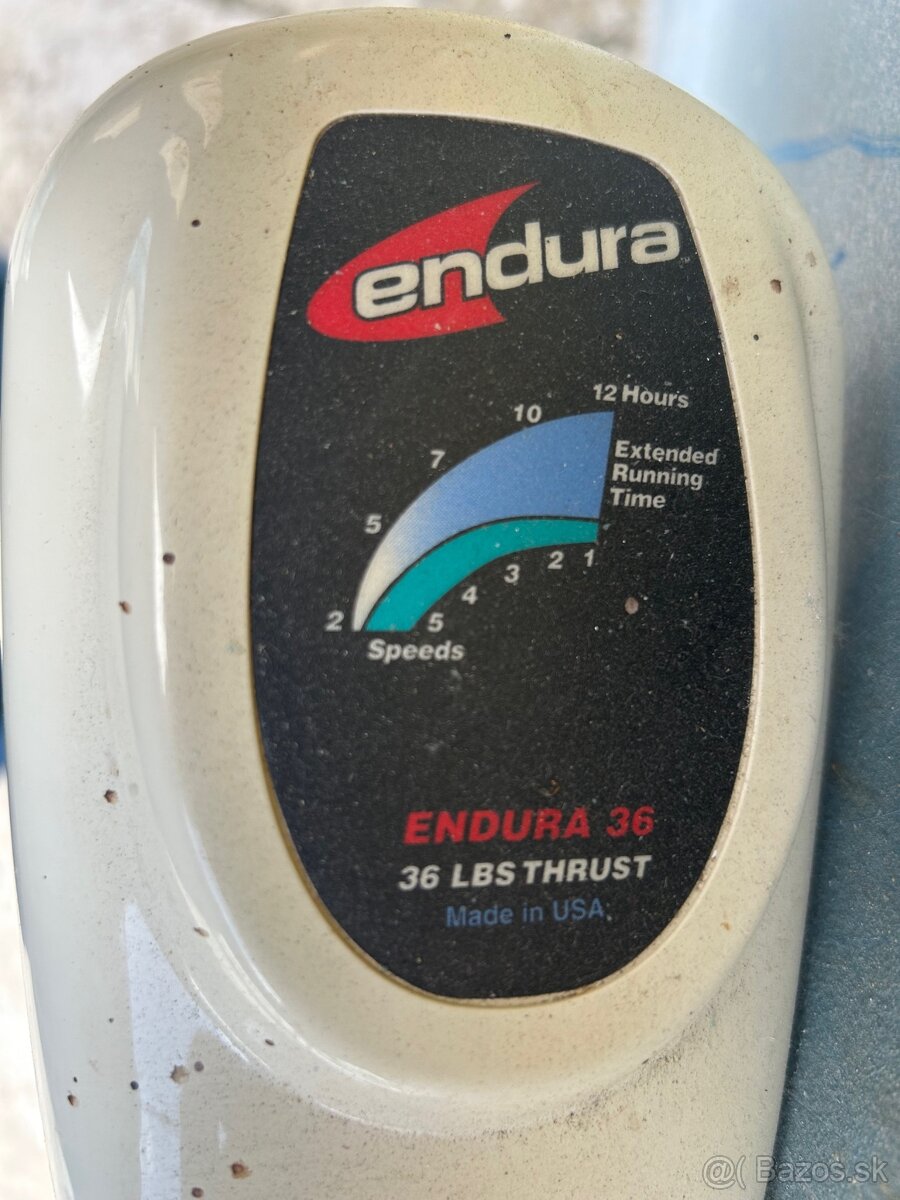 endura
12 Hours
10
7
5
2
Extended
Running
Time
1
2
3
4
5
Speeds
ENDURA 36
36 LBS THRUST
Made in USA
@( Bazos.sk